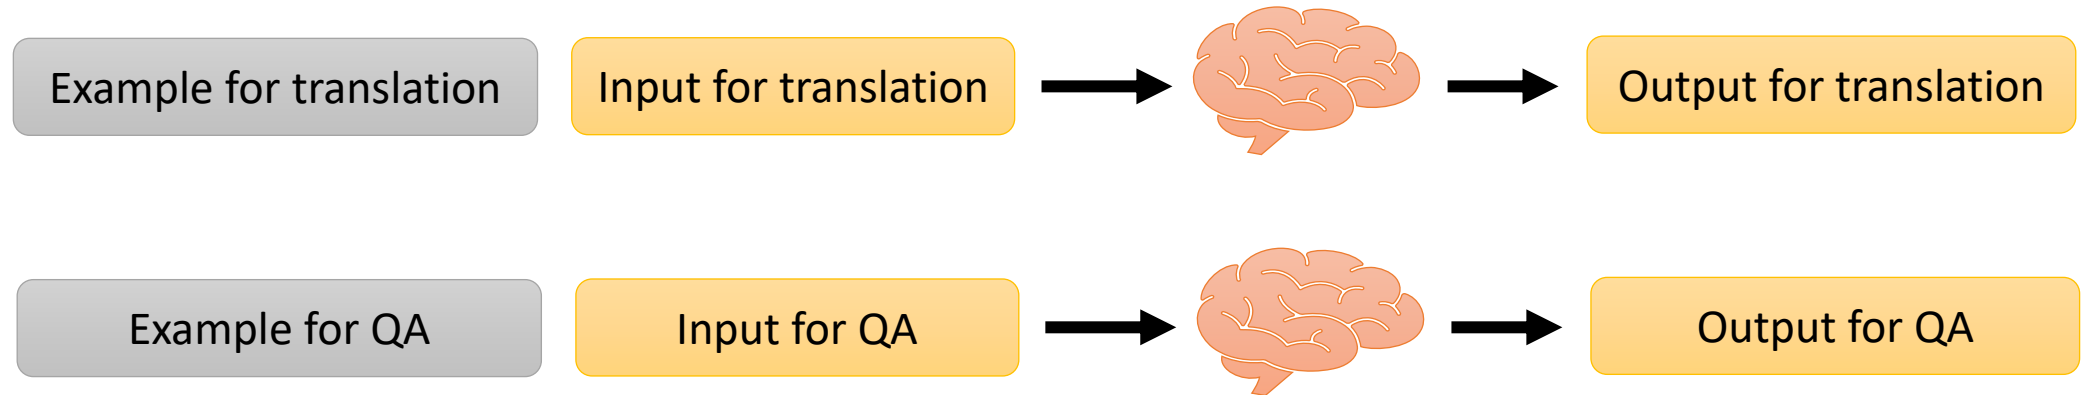 Example for translation
Input for translation
Output for translation
Example for QA
Input for QA
Output for QA